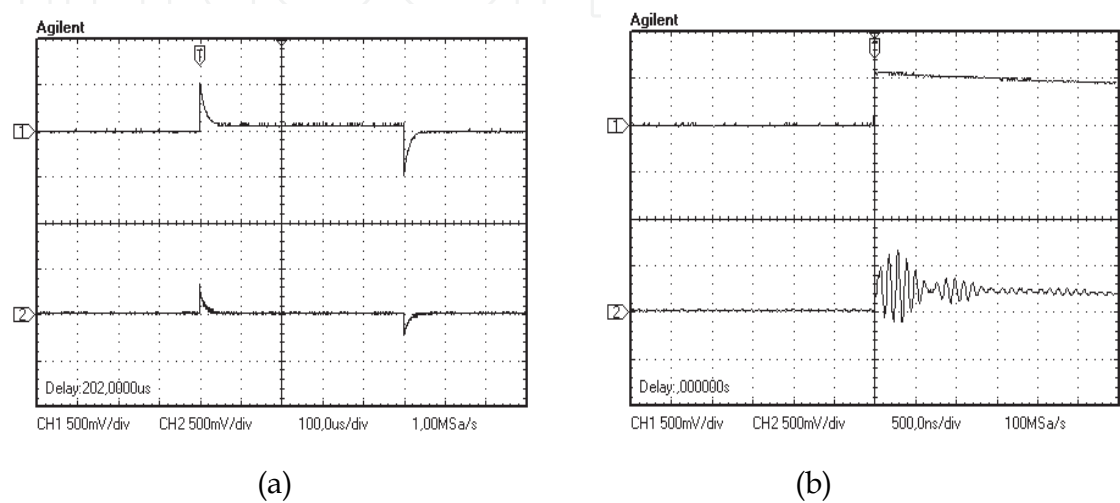 Agilent
T
1
2
Delay:202,0000us
CH1 500mV/div CH2 500mV/div 100,0us/div 1,00MSa/s
(a)
Agilent
1
2
Delay:,000000s
CH1 500mV/div CH2 500mV/div 500,0ns/div 100MSa/s
(b)